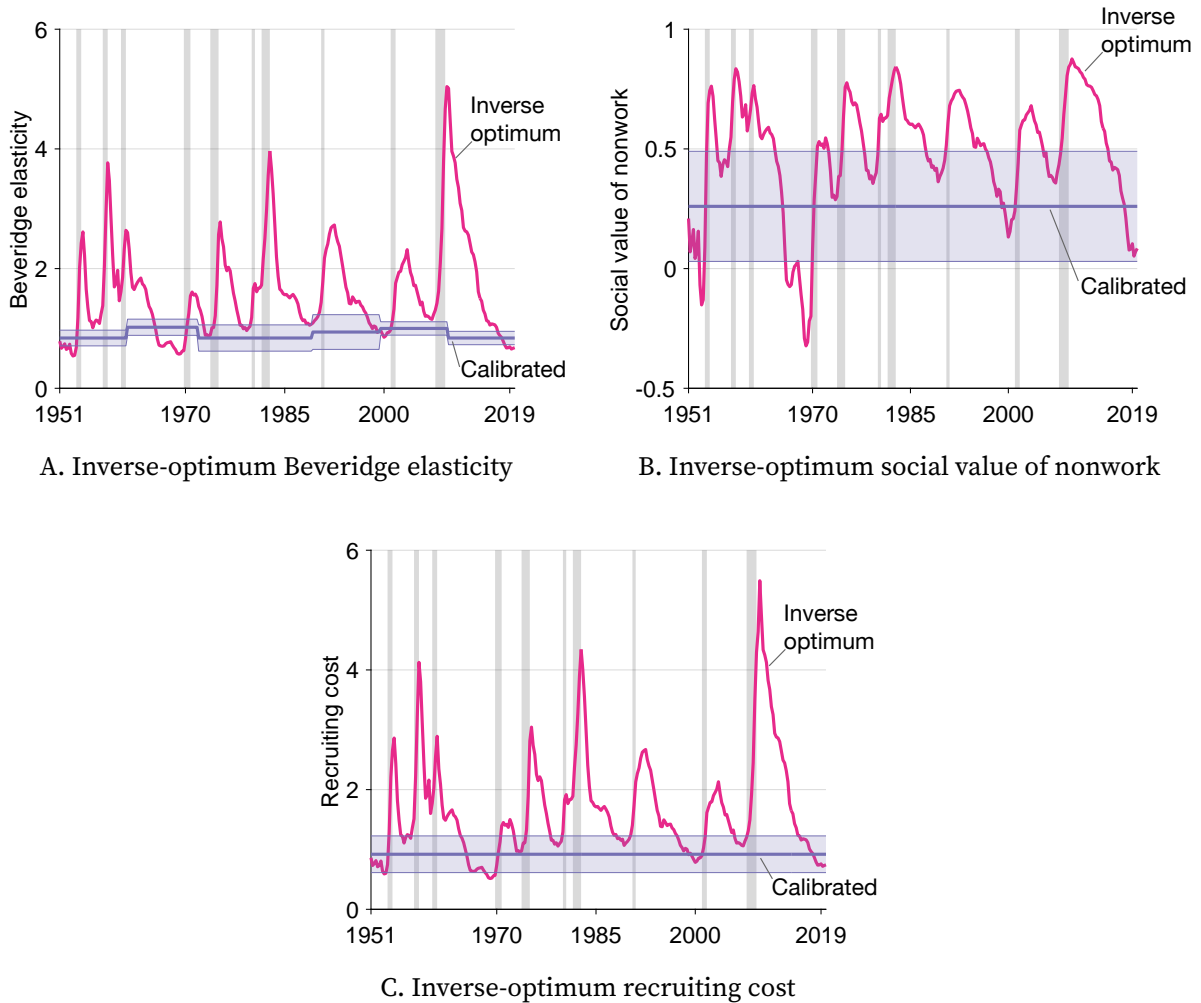 6
4
2
0
Beveridge elasticity
Inverse
optimum
Calibrated
1951
1970
1985
2000
2019
A. Inverse-optimum Beveridge elasticity
1
0.5
0
-0.5
Social value of nonwork
Inverse
optimum
Calibrated
1951
1970
1985
2000
2019
B. Inverse-optimum social value of nonwork
6
4
2
0
Recruiting cost
Inverse
optimum
Calibrated
1951
1970
1985
2000
2019
C. Inverse-optimum recruiting cost